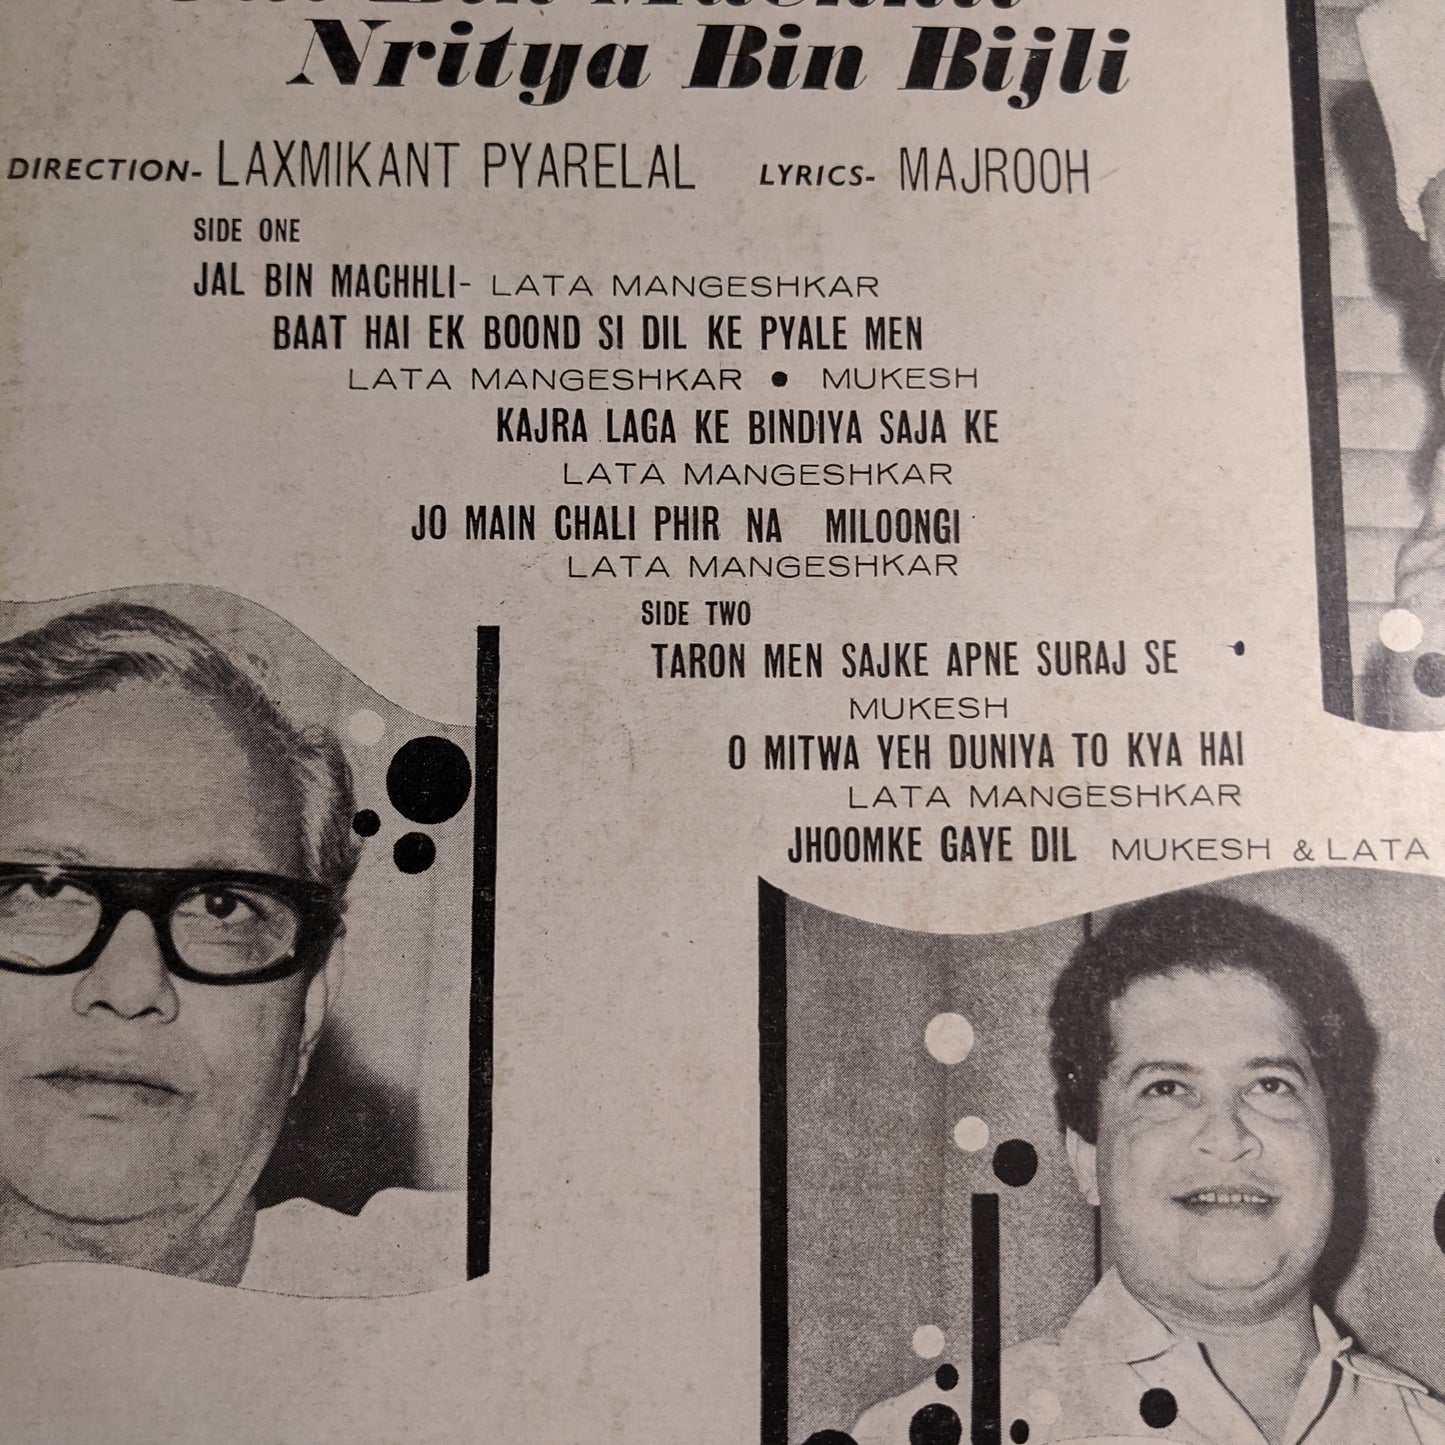 Jal Bin Machhli
Nritya Bin Bijli
DIRECTION- LAXMIKANT PYARELAL LYRICS- MAJROOH
SIDE ONE
JAL BIN MACHHLI- LATA MANGESHKAR
BAAT HAI EK BOOND SI DIL KE PYALE MEN
LATA MANGESHKAR • MUKESH
KAJRA LAGA KE BINDIYA SAJA KE
LATA MANGESHKAR
JO MAIN CHALI PHIR NA MILOONGI
LATA MANGESHKAR
SIDE TWO
TARON MEN SAJKE APNE SURAJ SE
MUKESH
O MITWA YEH DUNIYA TO KYA HAI
LATA MANGESHKAR
JHOOMKE GAYE DIL MUKESH & LATA